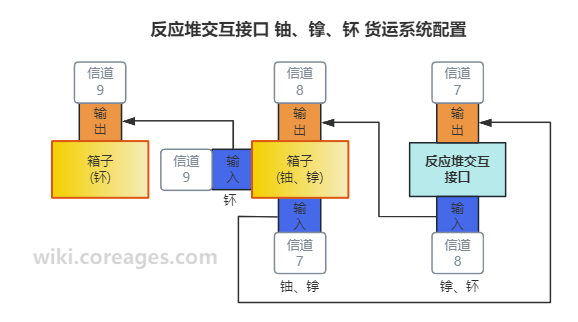 反应堆交互接口 铀、镎、钚 货运系统配置
信道
9
输
出
箱子
(钚)
信道
9
输
入
钚
信道
8
输
出
箱子
(铀、镎)
输
入
信道
7
铀、镎
信道
7
输
出
反应堆交互
接口
输
入
信道
8
镎、钚
wiki.coreages.com